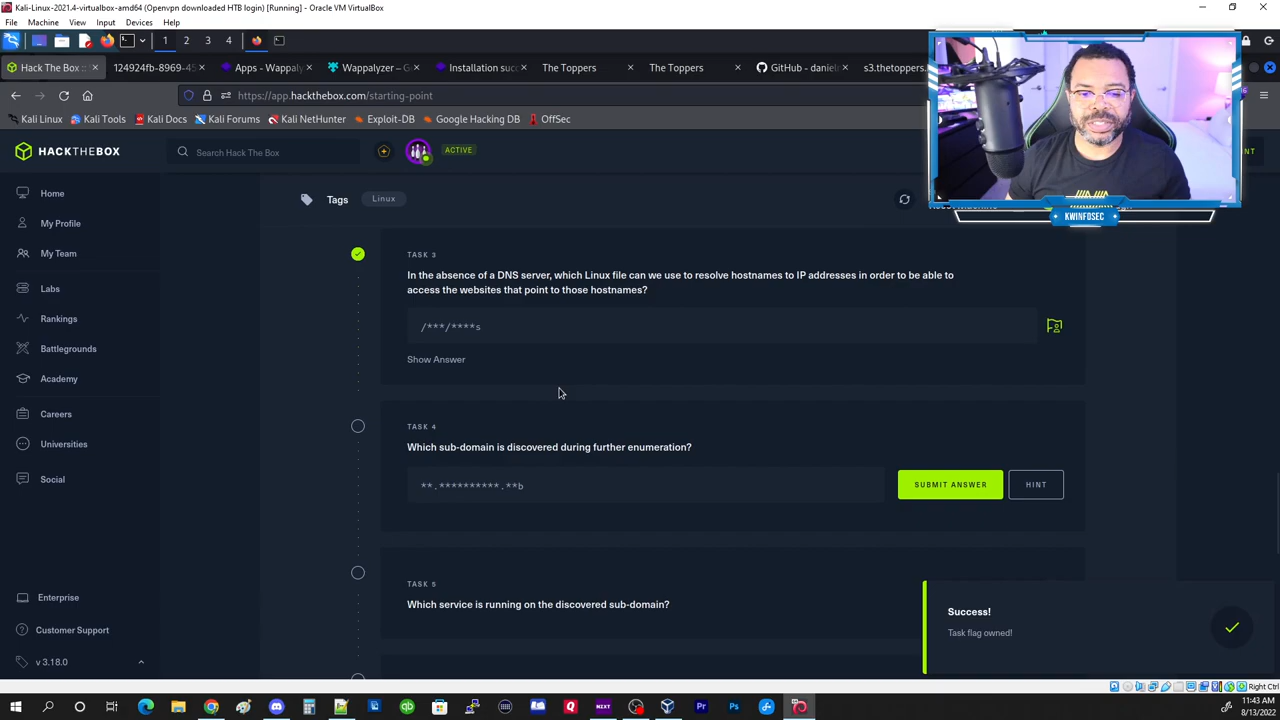 Kali-Linux-2021.4-virtualbox-amd64 (Openvpn downloaded HTB login) [Running] - Oracle VM VirtualBox
File Machine View Input Devices Help
1 2 3 4
Hack The Box ::
124924fb-8969-45
Apps - Wappal
Wappalyzer – G
Installation su
The Toppers
The Toppers
GitHub - daniel
s3.thetoppers.
app.hackthebox.com/starting-point
Kali Linux Kali Tools Kali Docs Kali Forums Kali NetHunter Exploit-DB Google Hacking DB OffSec
HACKTHEBOX
Search Hack The Box
ACTIVE
Home
My Profile
My Team
Labs
Rankings
Battlegrounds
Academy
Careers
Universities
Social
Enterprise
Customer Support
v 3.18.0
Tags Linux
KWINFOSEC
TASK 3
In the absence of a DNS server, which Linux file can we use to resolve hostnames to IP addresses in order to be able to
access the websites that point to those hostnames?
/***/****s
Show Answer
TASK 4
Which sub-domain is discovered during further enumeration?
**.**********.**b
SUBMIT ANSWER HINT
TASK 5
Which service is running on the discovered sub-domain?
Success!
Task flag owned!
Right Ctrl
11:43 AM
8/13/2022